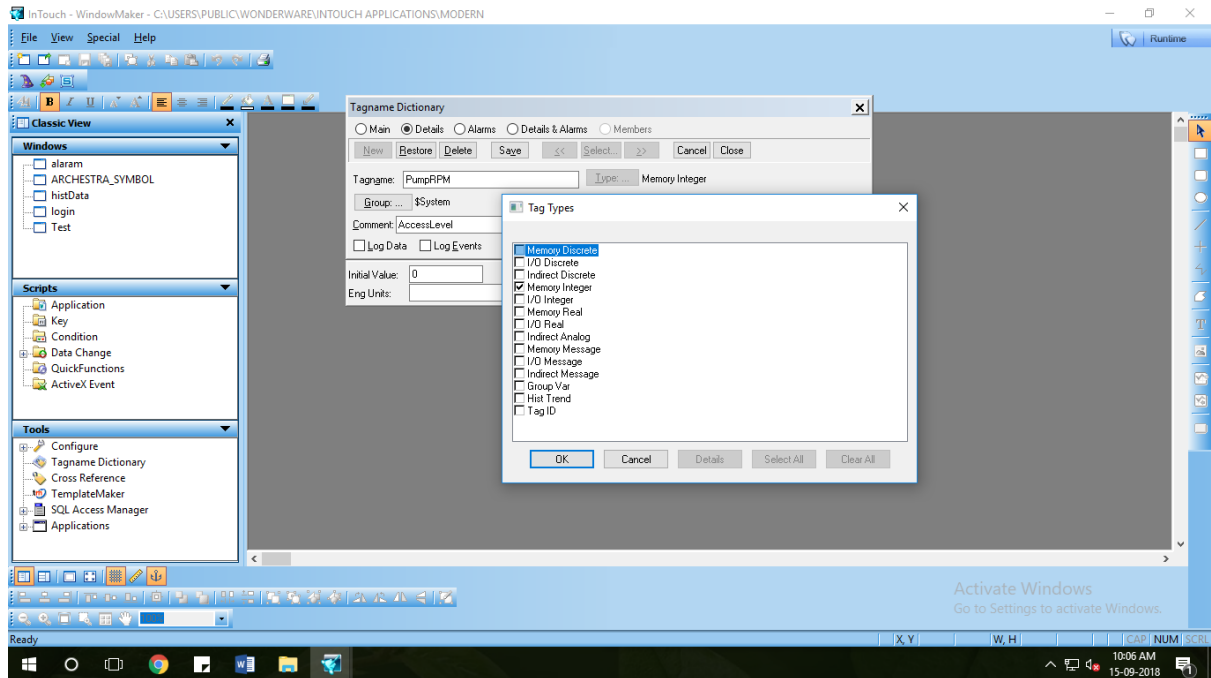 InTouch - WindowMaker - C:\USERS\PUBLIC\WONDERWARE\INTOUCH APPLICATIONS\MODERN
File View Special Help
Runtime
B I U
Classic View
Windows
alaram
ARCHESTRA_SYMBOL
histData
login
Test
Scripts
Application
Key
Condition
Data Change
QuickFunctions
ActiveX Event
Tools
Configure
Tagname Dictionary
Cross Reference
TemplateMaker
SQL Access Manager
Applications
Tagname Dictionary
Main Details Alarms Details & Alarms Members
New Restore Delete Save << Select... >> Cancel Close
Tagname: PumpRPM Type: ... Memory Integer
Group: ... $System
Comment: AccessLevel
Log Data Log Events
Initial Value: 0
Eng Units:
Tag Types
Memory Discrete
I/O Discrete
Indirect Discrete
Memory Integer
I/O Integer
Memory Real
I/O Real
Indirect Analog
Memory Message
I/O Message
Indirect Message
Group Var
Hist Trend
Tag ID
OK Cancel Details Select All Clear All
Activate Windows
Go to Settings to activate Windows.
Ready X, Y W, H CAP NUM SCRL
10:06 AM
15-09-2018